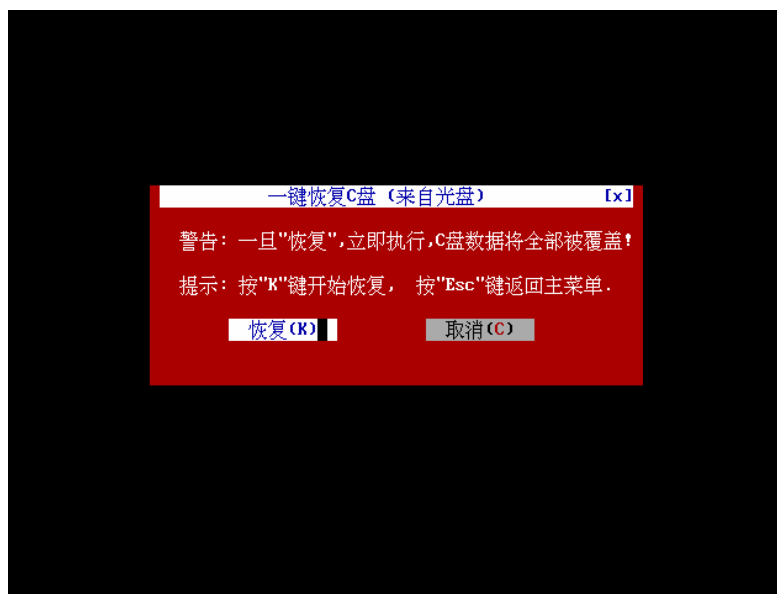 一键恢复C盘 (来自光盘) [x]
警告: 一旦"恢复",立即执行,C盘数据将全部被覆盖!
提示: 按"K"键开始恢复, 按"Esc"键返回主菜单.
恢复(K) 取消(C)